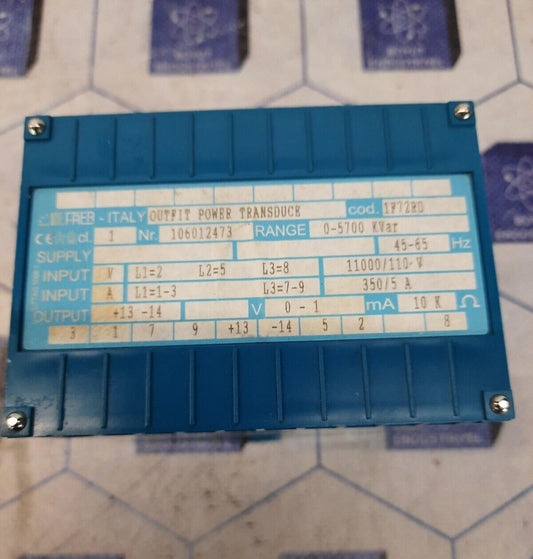 FRER - ITALY OUTFIT POWER TRANSDUCE cod. 1F72RO
CE cl. 1 Nr. 106012473 RANGE 0-5700 KVar
SUPPLY 45-65 Hz
INPUT V L1=2 L2=5 L3=8 11000/110-V
INPUT A L1=1-3 L3=7-9 350/5 A
OUTPUT +13 -14 V 0 - 1 mA 10 K Ω
3 1 7 9 +13 -14 5 2 8